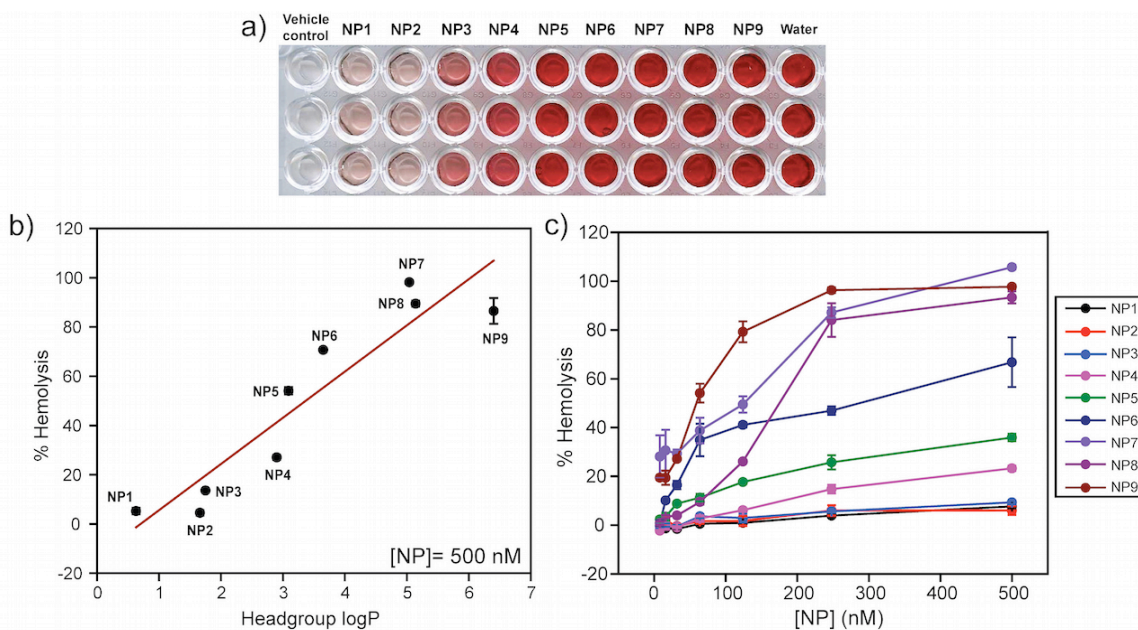 a)
Vehicle control NP1 NP2 NP3 NP4 NP5 NP6 NP7 NP8 NP9 Water
b)
% Hemolysis
120
100
80
60
40
20
0
-20
NP1
NP2
NP3
NP4
NP5
NP6
NP7
NP8
NP9
[NP]= 500 nM
0 1 2 3 4 5 6 7
Headgroup logP
c)
% Hemolysis
120
100
80
60
40
20
0
-20
0 100 200 300 400 500
[NP] (nM)
NP1
NP2
NP3
NP4
NP5
NP6
NP7
NP8
NP9